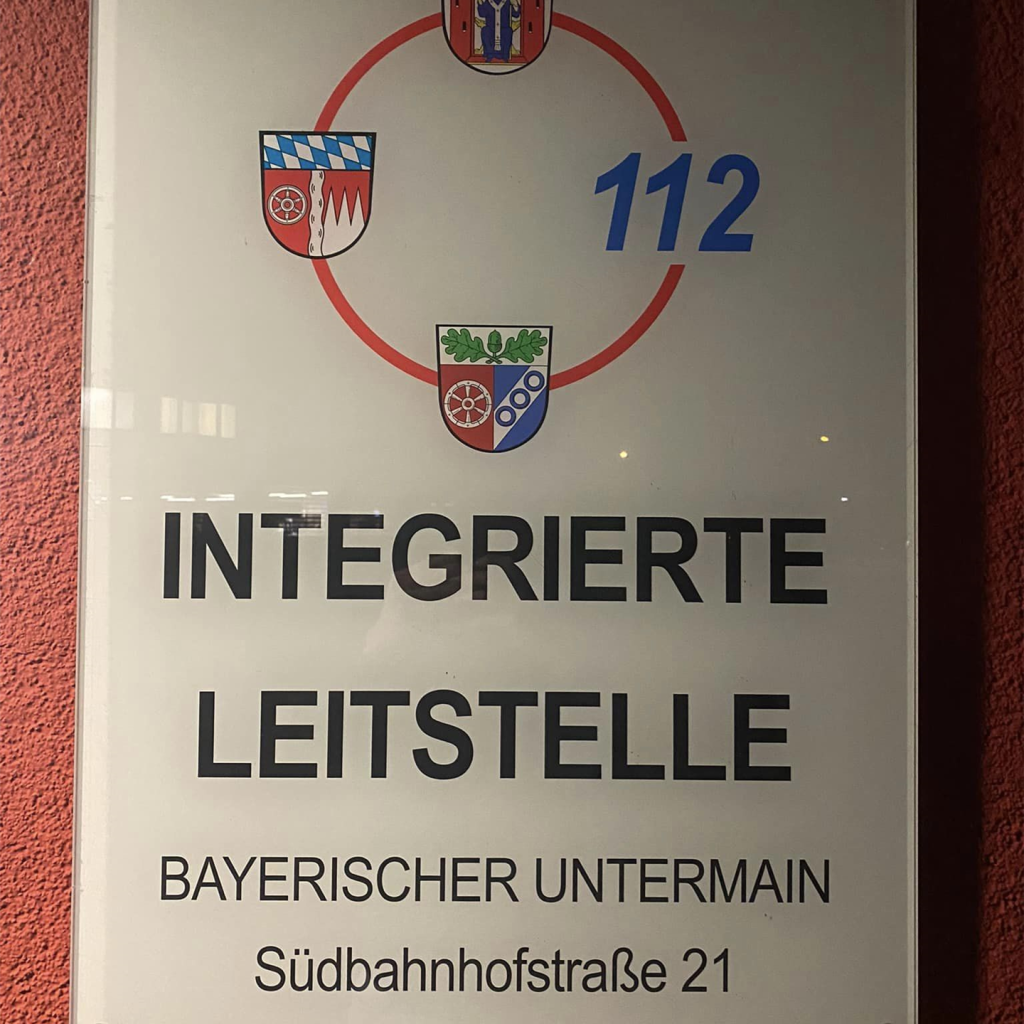 112
INTEGRIERTE
LEITSTELLE
BAYERISCHER UNTERMAIN
Südbahnhofstraße 21